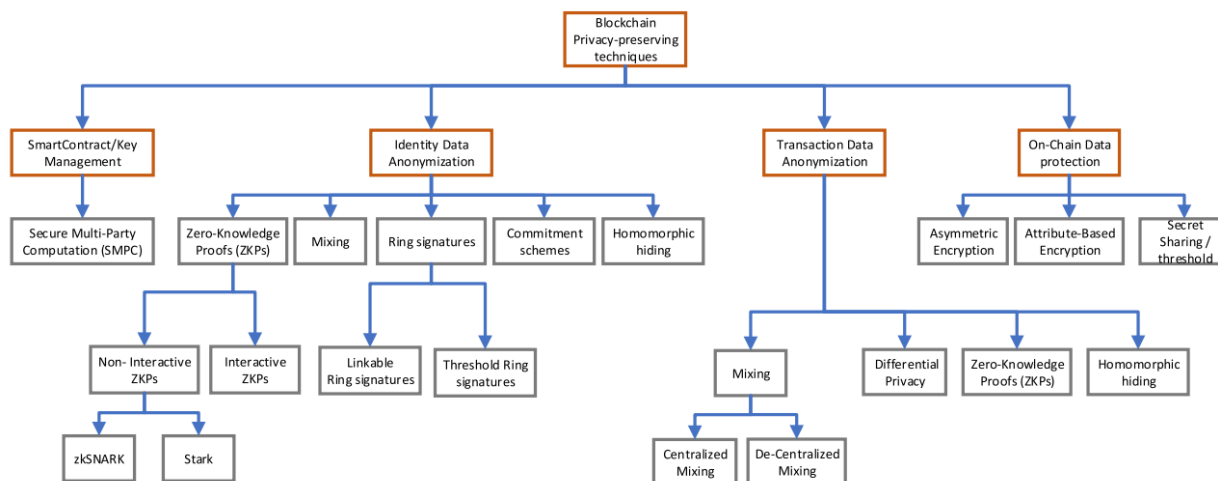 Blockchain
Privacy-preserving
techniques
SmartContract/Key
Management
Identity Data
Anonymization
Transaction Data
Anonymization
On-Chain Data
protection
Secure Multi-Party
Computation (SMPC)
Zero-Knowledge
Proofs (ZKPs)
Mixing
Ring signatures
Commitment
schemes
Homomorphic
hiding
Asymmetric
Encryption
Attribute-Based
Encryption
Secret
Sharing /
threshold
Non- Interactive
ZKPs
Interactive
ZKPs
Linkable
Ring signatures
Threshold Ring
signatures
Mixing
Differential
Privacy
Zero-Knowledge
Proofs (ZKPs)
Homomorphic
hiding
zkSNARK
Stark
Centralized
Mixing
De-Centralized
Mixing